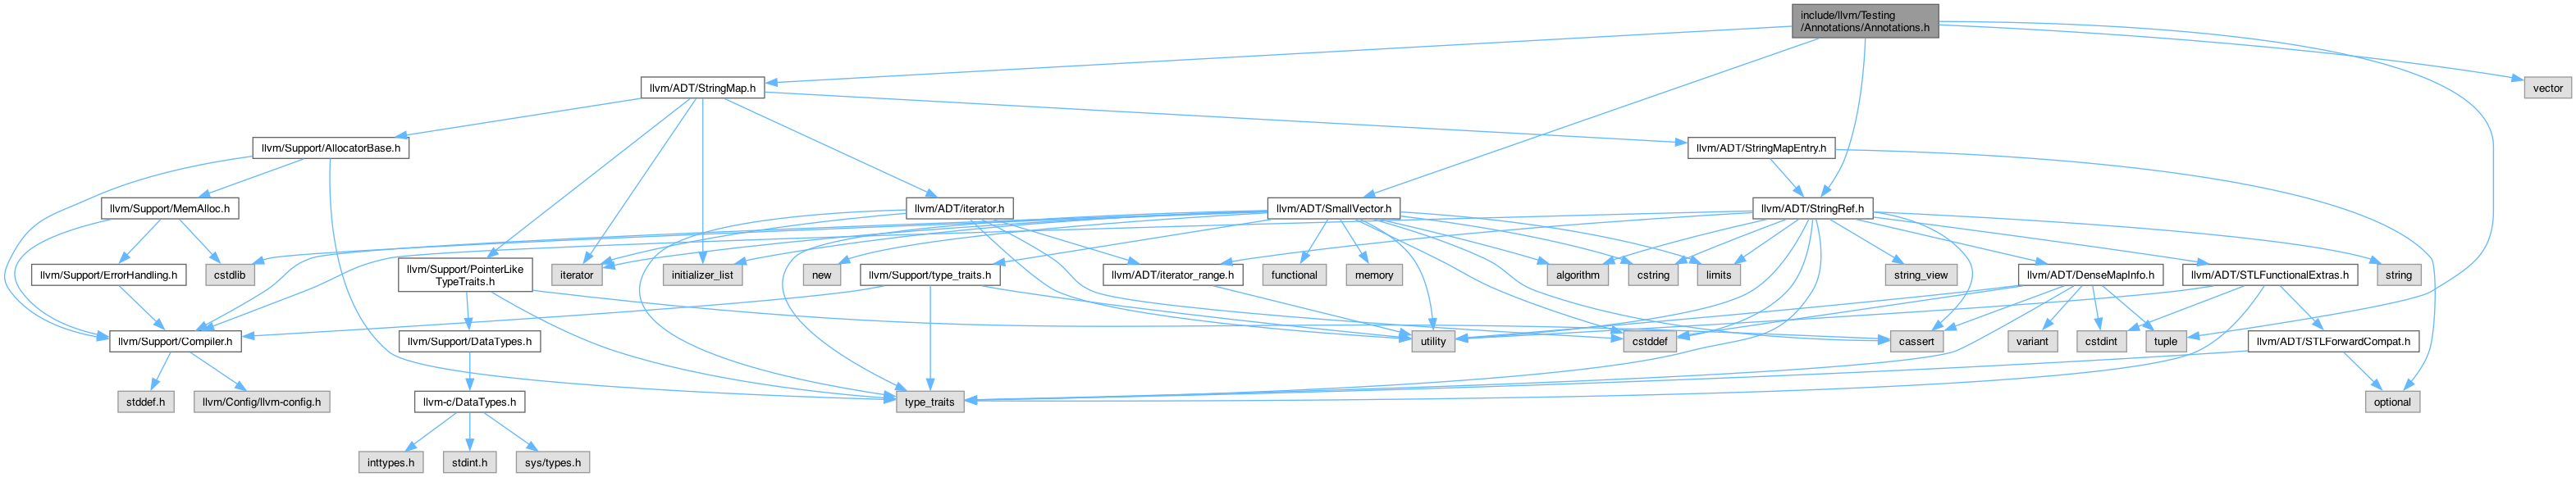 include/llvm/Testing
/Annotations/Annotations.h
llvm/ADT/StringMap.h
vector
llvm/Support/AllocatorBase.h
llvm/ADT/StringMapEntry.h
llvm/Support/MemAlloc.h
llvm/ADT/iterator.h
llvm/ADT/SmallVector.h
llvm/ADT/StringRef.h
llvm/Support/ErrorHandling.h
cstdlib
llvm/Support/PointerLike
TypeTraits.h
iterator
initializer_list
new
llvm/Support/type_traits.h
llvm/ADT/iterator_range.h
functional
memory
algorithm
cstring
limits
string_view
llvm/ADT/DenseMapInfo.h
llvm/ADT/STLFunctionalExtras.h
string
llvm/Support/Compiler.h
llvm/Support/DataTypes.h
utility
cstddef
cassert
variant
cstdint
tuple
llvm/ADT/STLForwardCompat.h
stddef.h
llvm/Config/llvm-config.h
llvm-c/DataTypes.h
type_traits
optional
inttypes.h
stdint.h
sys/types.h